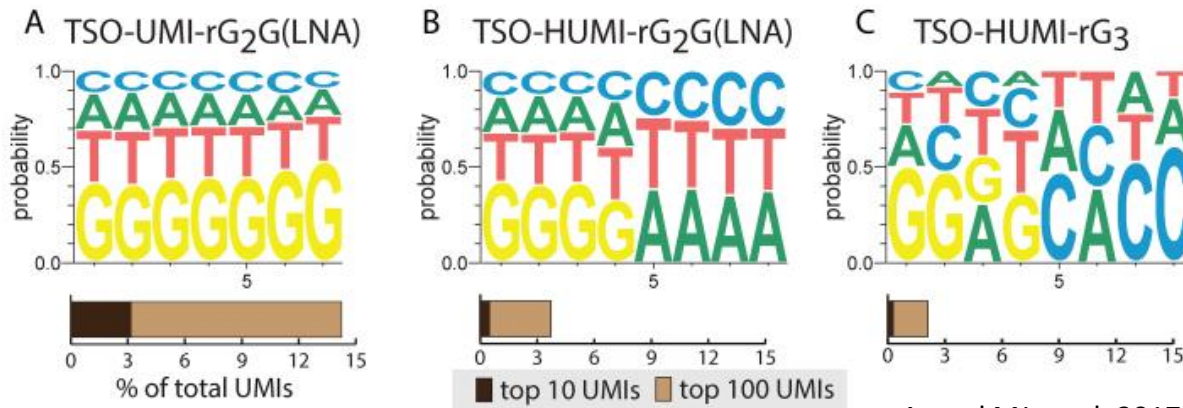 A TSO-UMI-rG2G(LNA)
B TSO-HUMI-rG2G(LNA)
C TSO-HUMI-rG3
1.0
0.5
0.0
probability
C C C C C C C
A A A A A A A
T T T T T T T
G G G G G G G
5
0 3 6 9 12 15
% of total UMIs
1.0
0.5
0.0
probability
C C C C C C C C
A A A A T T T T
T T T T A A A A
G G G G
5
0 3 6 9 12 15
top 10 UMIs top 100 UMIs
1.0
0.5
0.0
probability
C A C A T T A T
T T T C A C T A
A C G T C A C C
G G A G
5
0 3 6 9 12 15